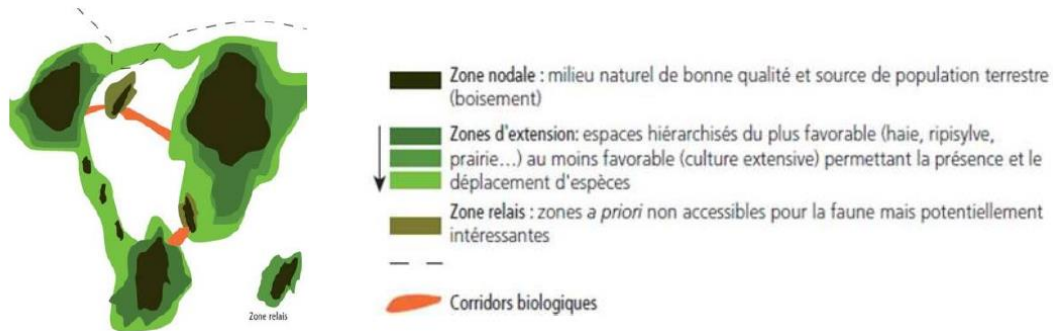 Zone nodale : milieu naturel de bonne qualité et source de population terrestre
(boisement)
Zones d'extension: espaces hiérarchisés du plus favorable (haie, ripisylve,
prairie...) au moins favorable (culture extensive) permettant la présence et le
déplacement d'espèces
Zone relais : zones a priori non accessibles pour la faune mais potentiellement
intéressantes
Corridors biologiques
Zone relais